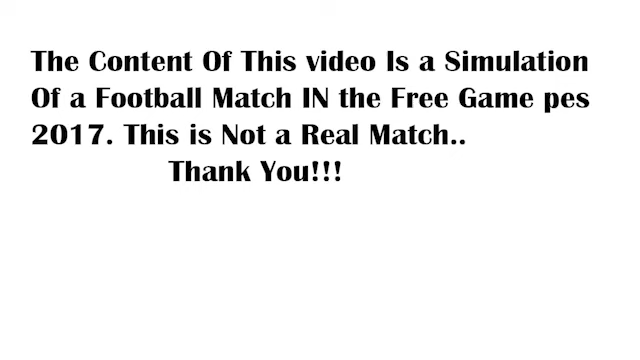 The Content Of This video Is a Simulation
Of a Football Match IN the Free Game pes
2017. This is Not a Real Match..
Thank You!!!